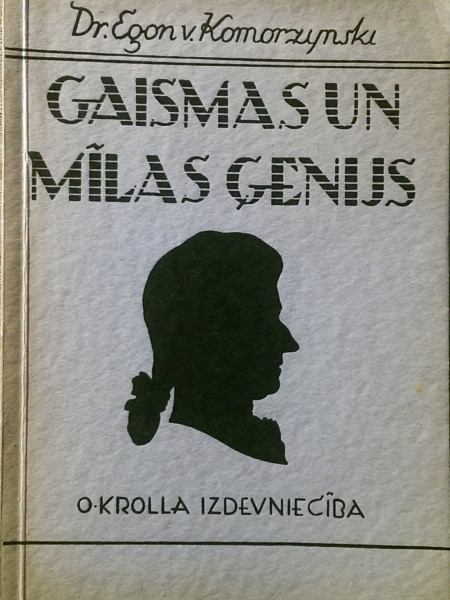 Dr. Egon v. Komorzynski
GAISMAS UN
MĪLAS ĢENIJS
O·KROLLA IZDEVNIECĪBA